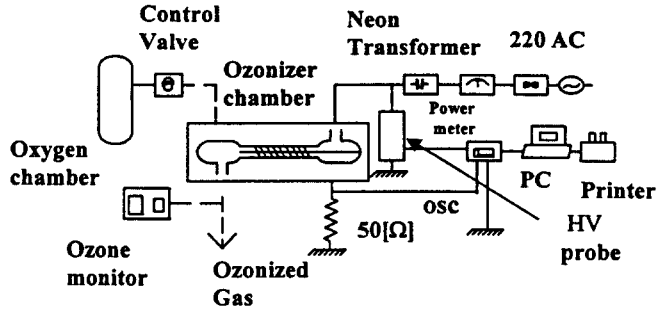 Control
Valve
Neon
Transformer
220 AC
Ozonizer
chamber
Power
meter
Oxygen
chamber
PC
Printer
OSC
HV
probe
50[Ω]
Ozone
monitor
Ozonized
Gas